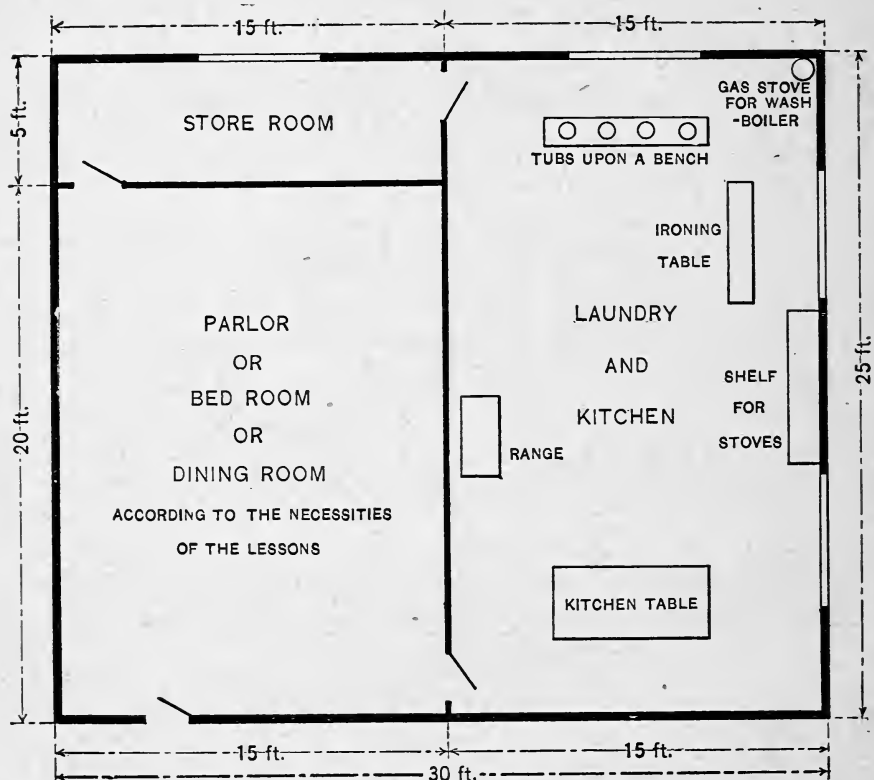 15 ft.
15 ft.
5 ft.
STORE ROOM
GAS STOVE
FOR WASH
-BOILER
TUBS UPON A BENCH
IRONING
TABLE
LAUNDRY
AND
KITCHEN
PARLOR
OR
BED ROOM
OR
DINING ROOM
ACCORDING TO THE NECESSITIES
OF THE LESSONS
20 ft.
SHELF
FOR
STOVES
25 ft.
RANGE
KITCHEN TABLE
15 ft.
15 ft.
30 ft.